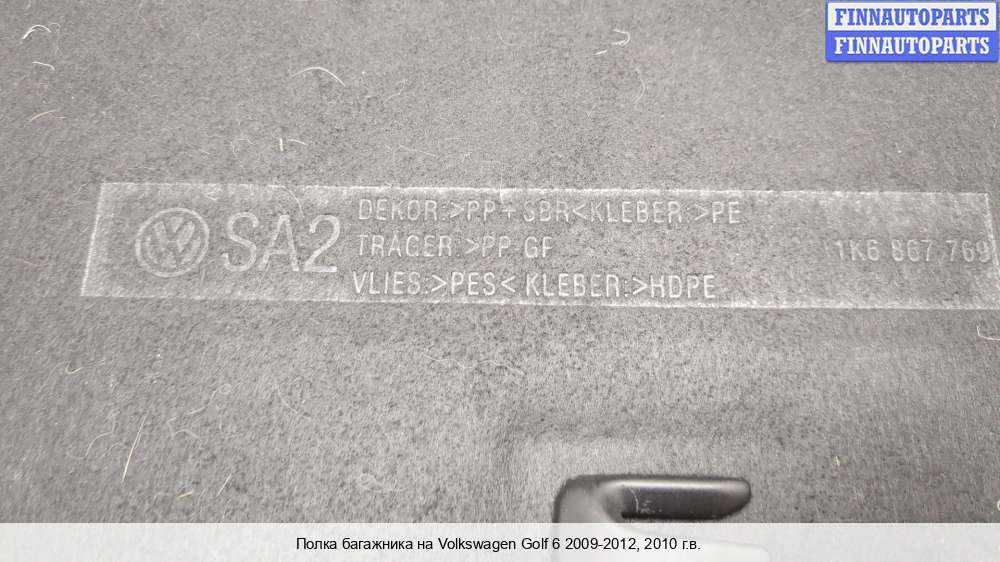 FINNAUTOPARTS
FINNAUTOPARTS
SA2
DEKOR:>PP+SBR<KLEBER:>PE
TRÄGER:>PP GF
VLIES:>PES< KLEBER:>HDPE
1K6 867 769
Полка багажника на Volkswagen Golf 6 2009-2012, 2010 г.в.